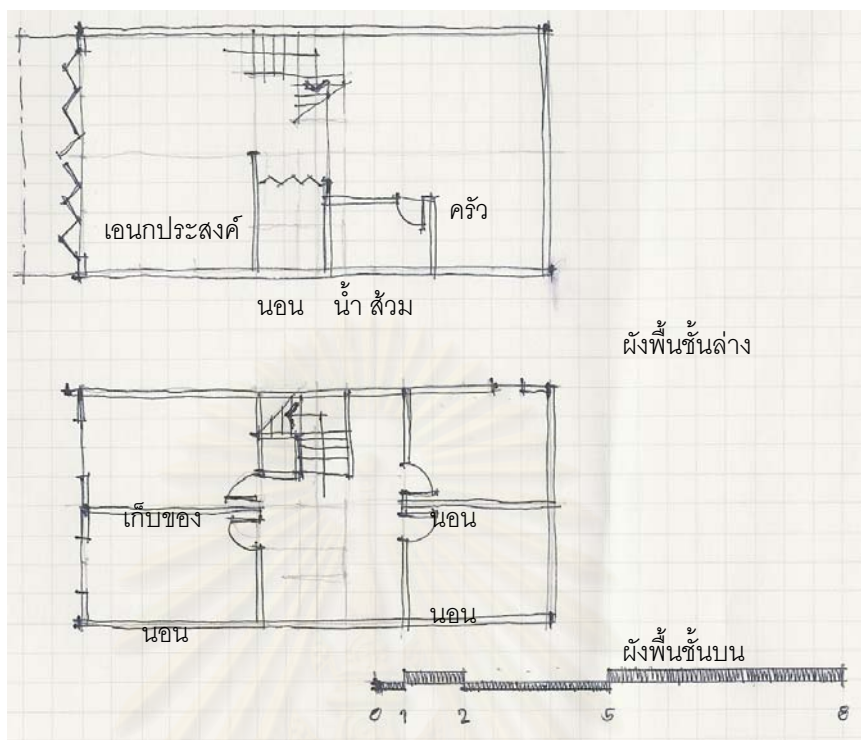 เอนกประสงค์
ครัว
นอน น้ำ ส้วม
ผังพื้นชั้นล่าง
เก็บของ นอน
นอน
นอน
ผังพื้นชั้นบน
0 1 2 5 8